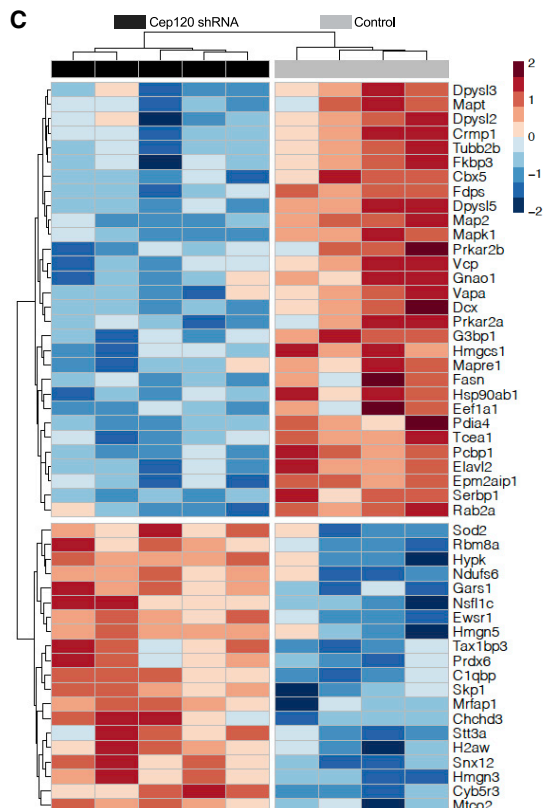 C
Cep120 shRNA
Control
2
1
0
−1
−2
Dpysl3
Mapt
Dpysl2
Crmp1
Tubb2b
Fkbp3
Cbx5
Fdps
Dpysl5
Map2
Mapk1
Prkar2b
Vcp
Gnao1
Vapa
Dcx
Prkar2a
G3bp1
Hmgcs1
Mapre1
Fasn
Hsp90ab1
Eef1a1
Pdia4
Tcea1
Pcbp1
Elavl2
Epm2aip1
Serbp1
Rab2a
Sod2
Rbm8a
Hypk
Ndufs6
Gars1
Nsfl1c
Ewsr1
Hmgn5
Tax1bp3
Prdx6
C1qbp
Skp1
Mrfap1
Chchd3
Stt3a
H2aw
Snx12
Hmgn3
Cyb5r3
Mtco2